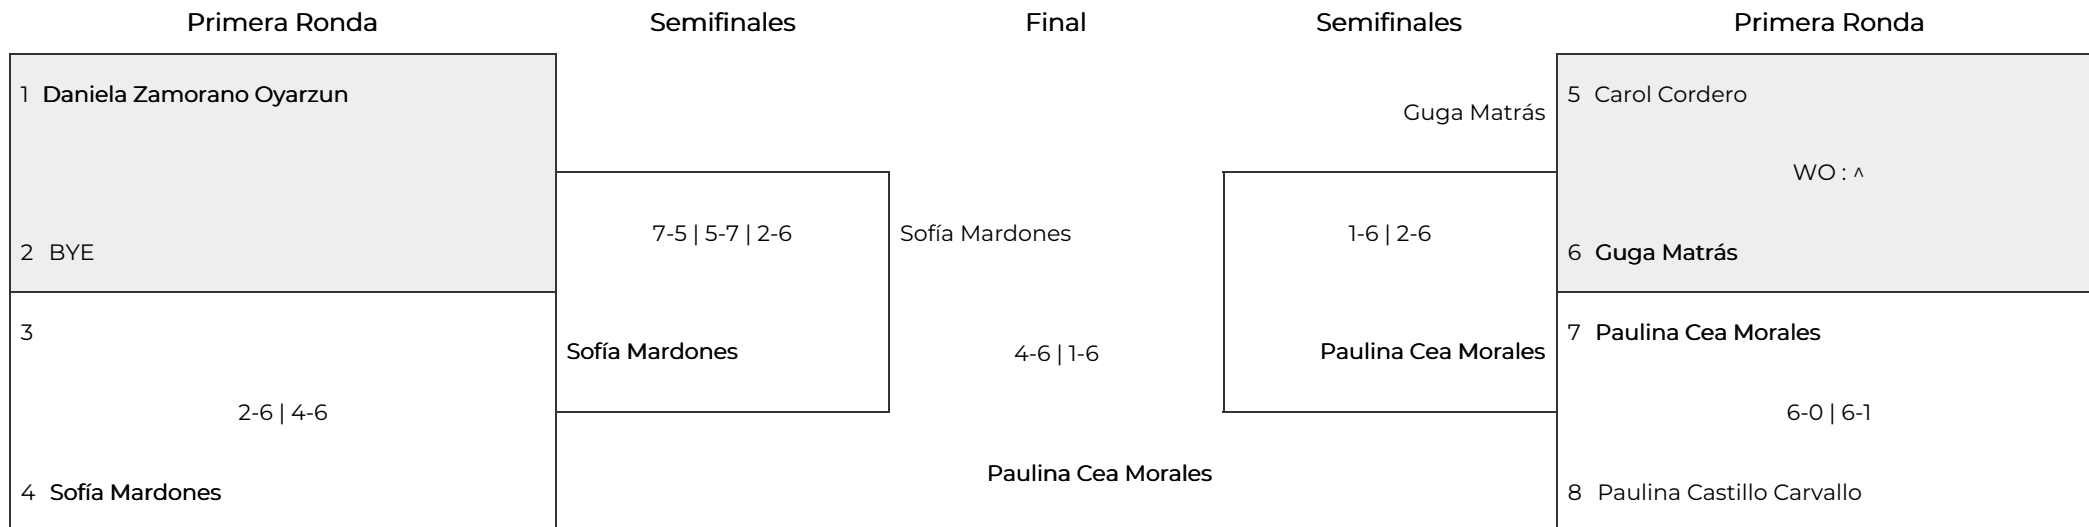 Primera Ronda
Semifinales
Final
Semifinales
Primera Ronda
1 Daniela Zamorano Oyarzun
2 BYE
3
2-6 | 4-6
4 Sofía Mardones
7-5 | 5-7 | 2-6
Sofía Mardones
Sofía Mardones
4-6 | 1-6
Paulina Cea Morales
Guga Matrás
1-6 | 2-6
Paulina Cea Morales
5 Carol Cordero
WO : ^
6 Guga Matrás
7 Paulina Cea Morales
6-0 | 6-1
8 Paulina Castillo Carvallo